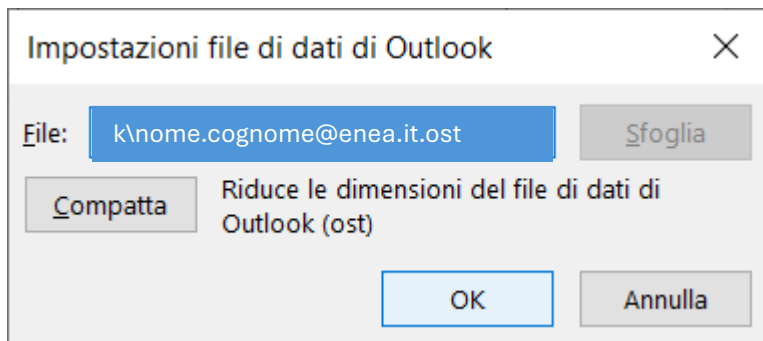 Impostazioni file di dati di Outlook
File: k\nome.cognome@enea.it.ost Sfoglia
Compatta Riduce le dimensioni del file di dati di
Outlook (ost)
OK Annulla